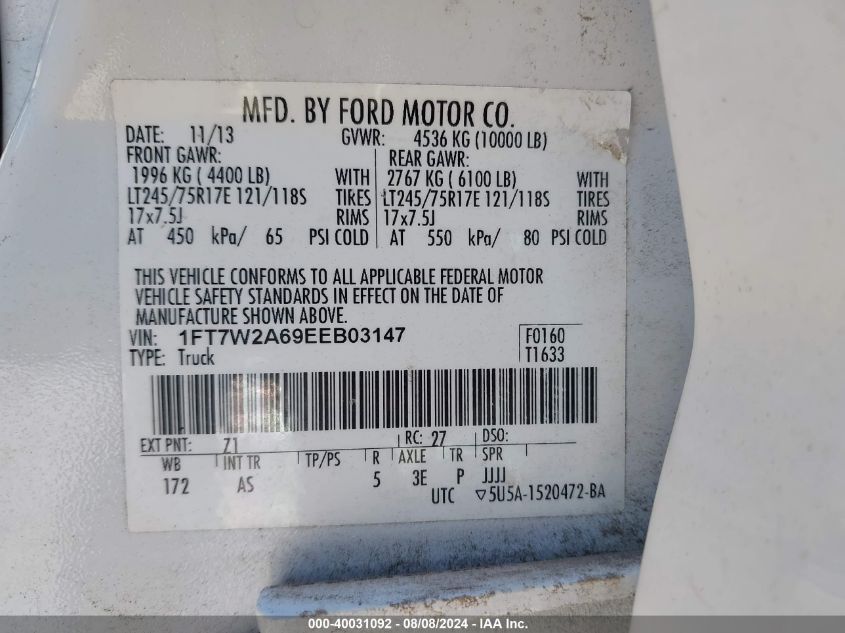 MFD. BY FORD MOTOR CO.
DATE: 11/13 GVWR: 4536 KG (10000 LB)
FRONT GAWR: REAR GAWR:
1996 KG ( 4400 LB) WITH 2767 KG ( 6100 LB) WITH
LT245/75R17E 121/118S TIRES LT245/75R17E 121/118S TIRES
17x7.5J RIMS 17x7.5J RIMS
AT 450 kPa/ 65 PSI COLD AT 550 kPa/ 80 PSI COLD
THIS VEHICLE CONFORMS TO ALL APPLICABLE FEDERAL MOTOR
VEHICLE SAFETY STANDARDS IN EFFECT ON THE DATE OF
MANUFACTURE SHOWN ABOVE.
VIN: 1FT7W2A69EEB03147 F0160
TYPE: Truck T1633
EXT PNT: Z1 RC: 27 DSO:
WB INT TR TP/PS R AXLE TR SPR
172 AS 5 3E P JJJJ
UTC ▽5U5A-1520472-BA
000-40031092 - 08/08/2024 - IAA Inc.